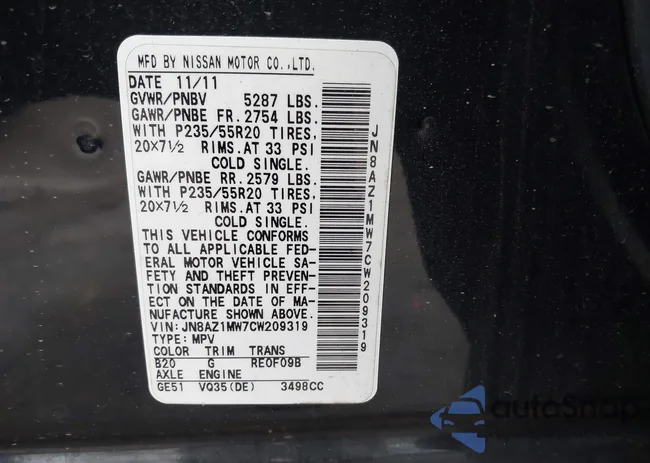 MFD BY NISSAN MOTOR CO.,LTD.
DATE 11/11
GVWR/PNBV 5287 LBS.
GAWR/PNBE FR. 2754 LBS.
WITH P235/55R20 TIRES,
20×7½ RIMS.AT 33 PSI
COLD SINGLE.
GAWR/PNBE RR. 2579 LBS.
WITH P235/55R20 TIRES,
20×7½ RIMS.AT 33 PSI
COLD SINGLE.
THIS VEHICLE CONFORMS
TO ALL APPLICABLE FED-
ERAL MOTOR VEHICLE SA-
FETY AND THEFT PREVEN-
TION STANDARDS IN EFF-
ECT ON THE DATE OF MA-
NUFACTURE SHOWN ABOVE.
VIN: JN8AZ1MW7CW209319
TYPE: MPV
COLOR TRIM TRANS
B20 G RE0F09B
AXLE ENGINE
GE51 VQ35(DE) 3498CC
JN8AZ1MW7CW209319
autoSnap